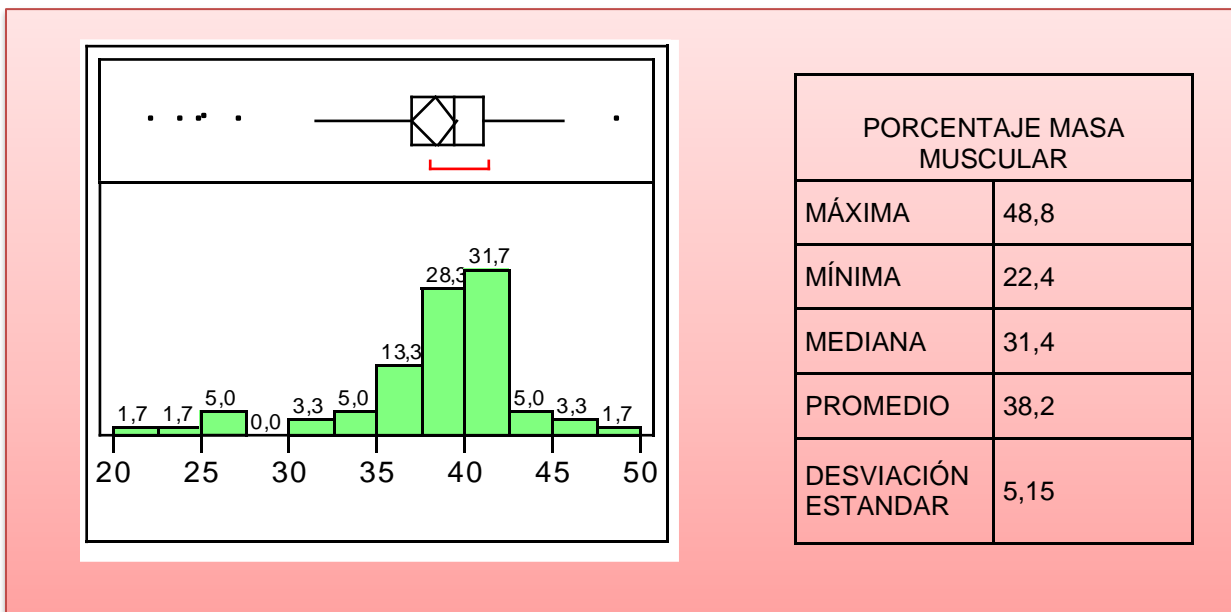 31,7
28,3
13,3
5,0
3,3
5,0
5,0
3,3
1,7
1,7
0,0
1,7
20 25 30 35 40 45 50
PORCENTAJE MASA
MUSCULAR
MÁXIMA 48,8
MÍNIMA 22,4
MEDIANA 31,4
PROMEDIO 38,2
DESVIACIÓN
ESTANDAR 5,15